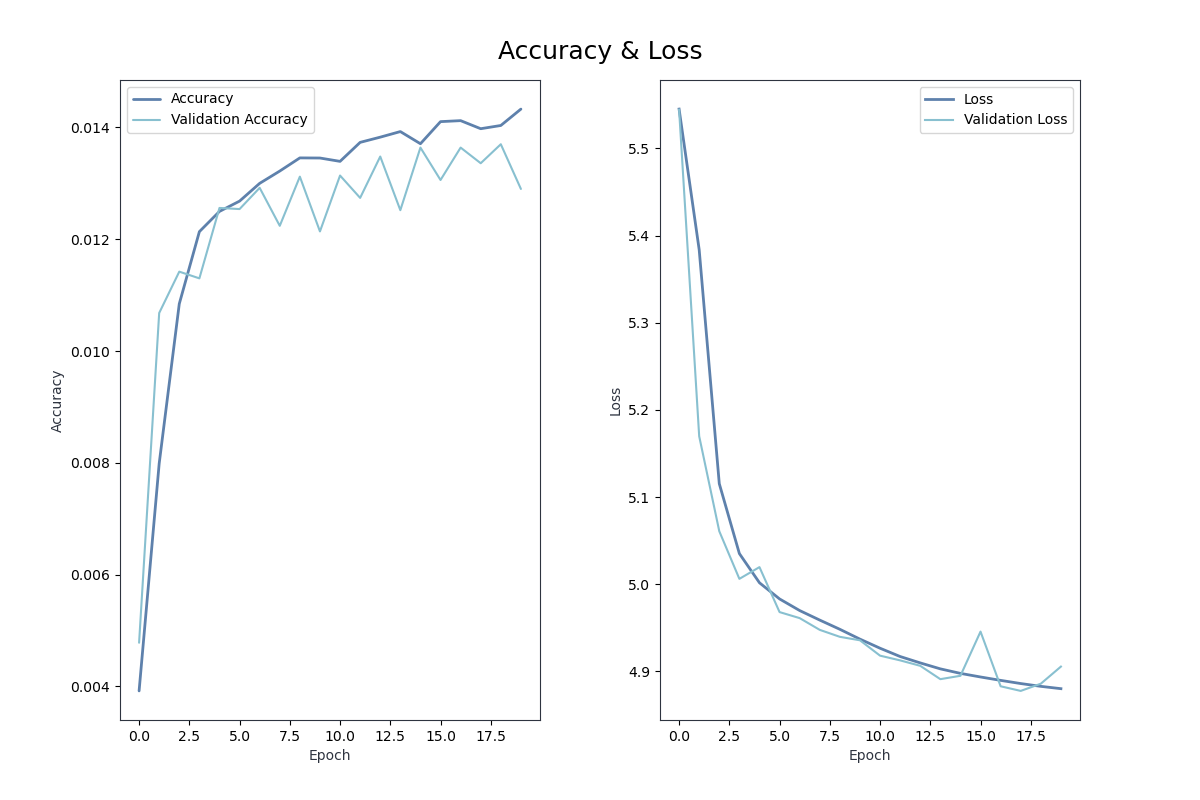 Accuracy & Loss
Accuracy
Validation Accuracy
0.014
0.012
0.010
0.008
0.006
0.004
Accuracy
0.0 2.5 5.0 7.5 10.0 12.5 15.0 17.5
Epoch
Loss
Validation Loss
5.5
5.4
5.3
5.2
5.1
5.0
4.9
Loss
0.0 2.5 5.0 7.5 10.0 12.5 15.0 17.5
Epoch